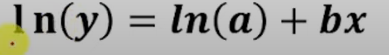 ln(y) = ln(a) + bx